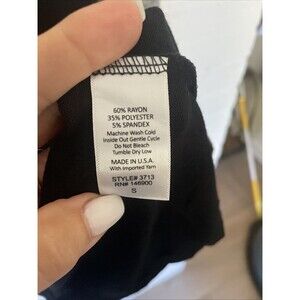 60% RAYON
35% POLYESTER
5% SPANDEX
Machine Wash Cold
Inside Out Gentle Cycle
Do Not Bleach
Tumble Dry Low
MADE IN U.S.A.
With imported Yarn
STYLE# 3713
RN# 146900
S